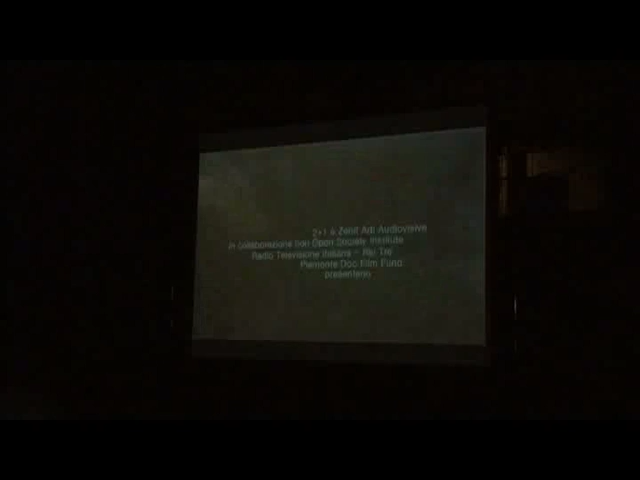 2+1 & Zenit Arti Audiovisive
in collaborazione con Open Society Institute
Radio Televisione Italiana – Rai Tre
Piemonte Doc Film Fund
presentano